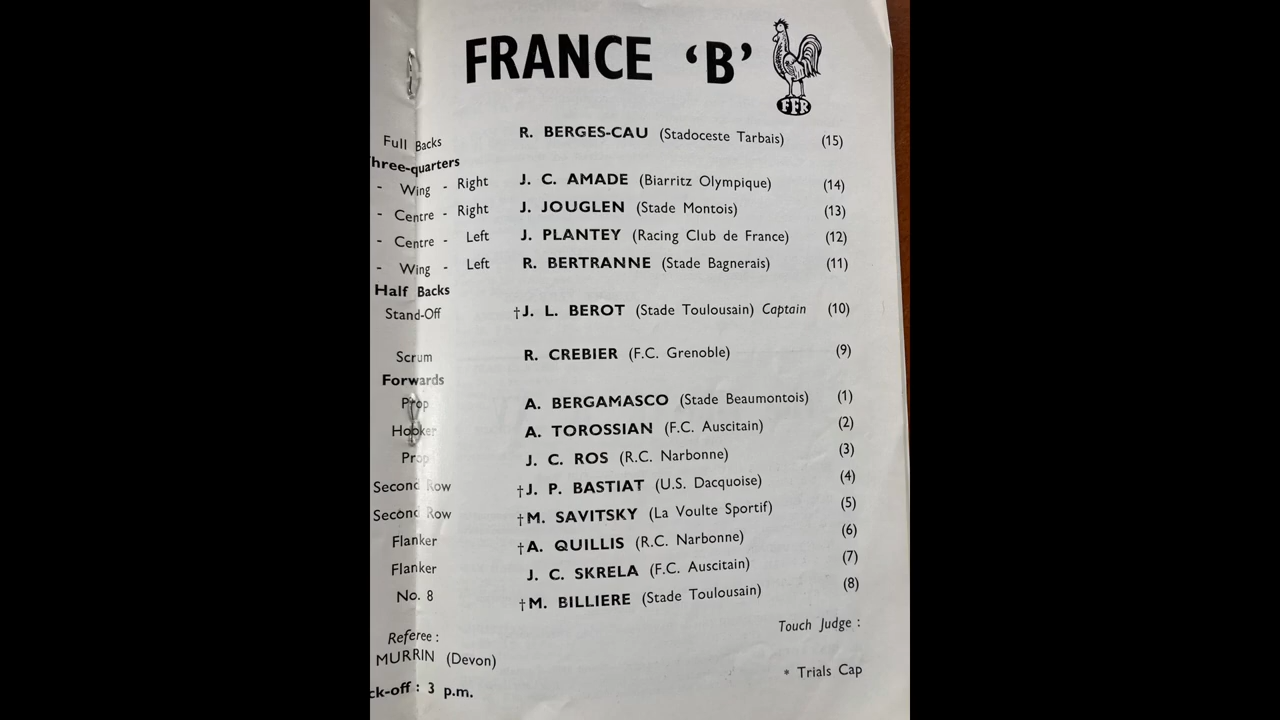 FRANCE ‘B’
FFR
Full Backs R. BERGES-CAU (Stadoceste Tarbais) (15)
Three-quarters
- Wing - Right J. C. AMADE (Biarritz Olympique) (14)
- Centre - Right J. JOUGLEN (Stade Montois) (13)
- Centre - Left J. PLANTEY (Racing Club de France) (12)
- Wing - Left R. BERTRANNE (Stade Bagnerais) (11)
Half Backs
Stand-Off †J. L. BEROT (Stade Toulousain) Captain (10)
Scrum R. CREBIER (F.C. Grenoble) (9)
Forwards
Prop A. BERGAMASCO (Stade Beaumontois) (1)
Hooker A. TOROSSIAN (F.C. Auscitain) (2)
Prop J. C. ROS (R.C. Narbonne) (3)
Second Row †J. P. BASTIAT (U.S. Dacquoise) (4)
Second Row †M. SAVITSKY (La Voulte Sportif) (5)
Flanker †A. QUILLIS (R.C. Narbonne) (6)
Flanker J. C. SKRELA (F.C. Auscitain) (7)
No. 8 †M. BILLIERE (Stade Toulousain) (8)
Touch Judge :
Referee :
MURRIN (Devon)
* Trials Cap
ck-off : 3 p.m.